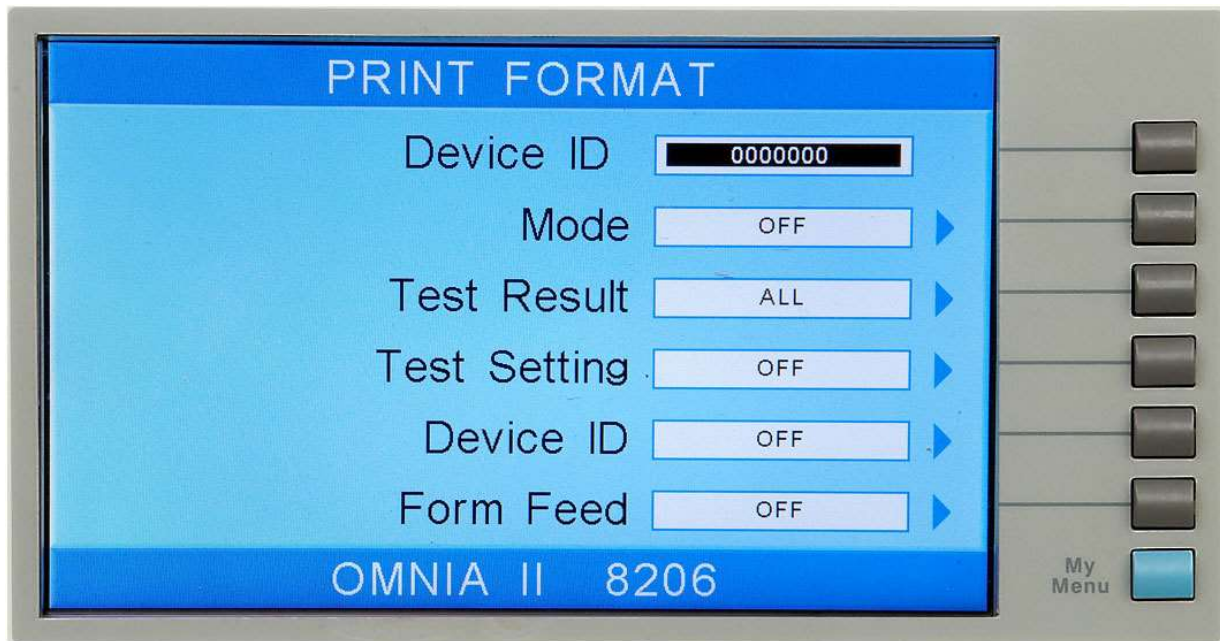 PRINT FORMAT
Device ID 0000000
Mode OFF
Test Result ALL
Test Setting OFF
Device ID OFF
Form Feed OFF
OMNIA II 8206
My
Menu